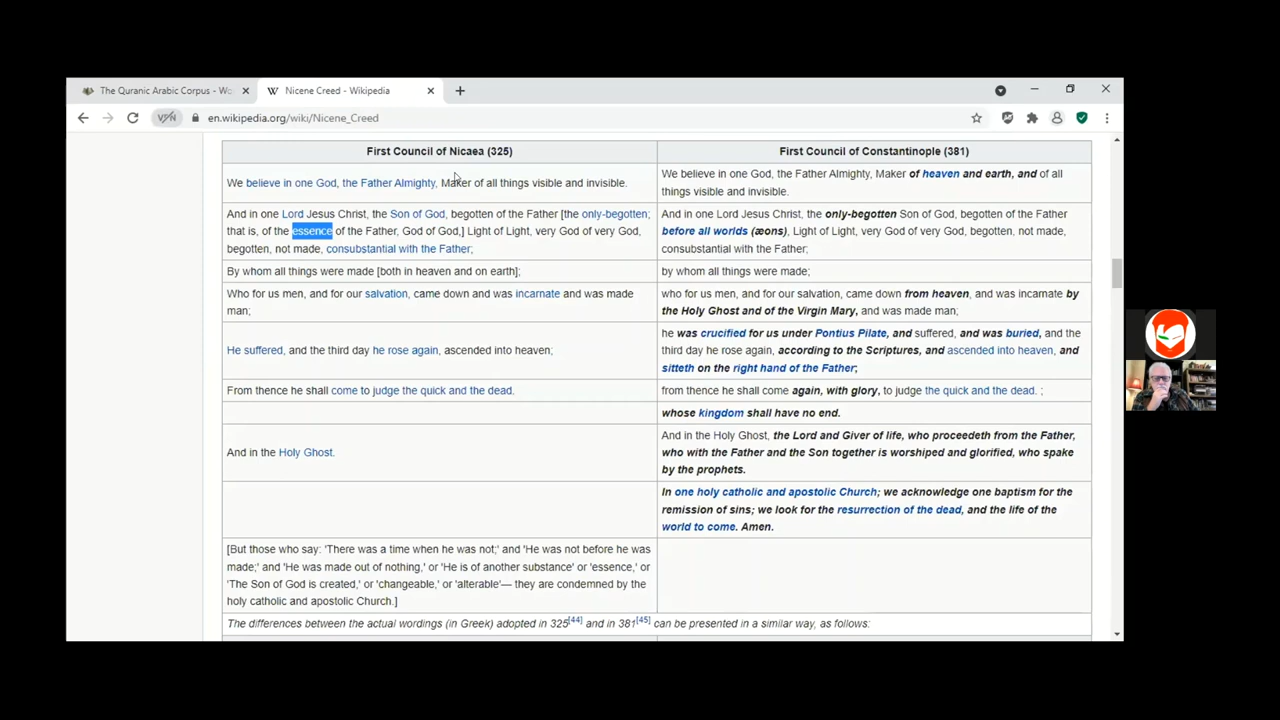 The Quranic Arabic Corpus - Wo
Nicene Creed - Wikipedia
VPN
en.wikipedia.org/wiki/Nicene_Creed
First Council of Nicaea (325)
First Council of Constantinople (381)
We believe in one God, the Father Almighty, Maker of all things visible and invisible.
We believe in one God, the Father Almighty, Maker of heaven and earth, and of all
things visible and invisible.
And in one Lord Jesus Christ, the Son of God, begotten of the Father [the only-begotten;
that is, of the essence of the Father, God of God,] Light of Light, very God of very God,
begotten, not made, consubstantial with the Father;
And in one Lord Jesus Christ, the only-begotten Son of God, begotten of the Father
before all worlds (æons), Light of Light, very God of very God, begotten, not made,
consubstantial with the Father;
By whom all things were made [both in heaven and on earth];
by whom all things were made;
Who for us men, and for our salvation, came down and was incarnate and was made
man;
who for us men, and for our salvation, came down from heaven, and was incarnate by
the Holy Ghost and of the Virgin Mary, and was made man;
He suffered, and the third day he rose again, ascended into heaven;
he was crucified for us under Pontius Pilate, and suffered, and was buried, and the
third day he rose again, according to the Scriptures, and ascended into heaven, and
sitteth on the right hand of the Father;
From thence he shall come to judge the quick and the dead.
from thence he shall come again, with glory, to judge the quick and the dead. ;
whose kingdom shall have no end.
And in the Holy Ghost.
And in the Holy Ghost, the Lord and Giver of life, who proceedeth from the Father,
who with the Father and the Son together is worshiped and glorified, who spake
by the prophets.
In one holy catholic and apostolic Church; we acknowledge one baptism for the
remission of sins; we look for the resurrection of the dead, and the life of the
world to come. Amen.
[But those who say: 'There was a time when he was not;' and 'He was not before he was
made;' and 'He was made out of nothing,' or 'He is of another substance' or 'essence,' or
'The Son of God is created,' or 'changeable,' or 'alterable'— they are condemned by the
holy catholic and apostolic Church.]
The differences between the actual wordings (in Greek) adopted in 325[44] and in 381[45] can be presented in a similar way, as follows: